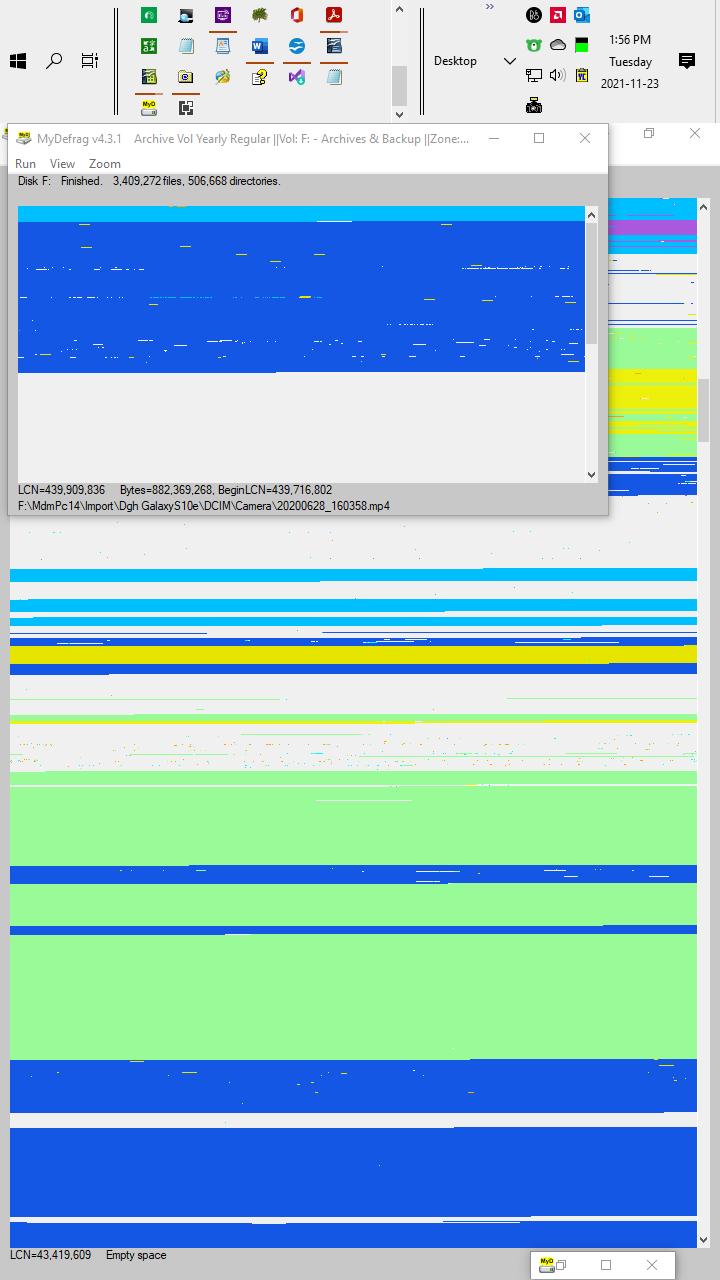 1:56 PM
Desktop
Tuesday
2021-11-23
MyDefrag v4.3.1 Archive Vol Yearly Regular ||Vol: F: - Archives & Backup ||Zone:...
Run View Zoom
Disk F: Finished. 3,409,272 files, 506,668 directories.
LCN=439,909,836 Bytes=882,369,268, BeginLCN=439,716,802
F:\MdmPc14\Import\Dgh GalaxyS10e\DCIM\Camera\20200628_160358.mp4
LCN=43,419,609 Empty space